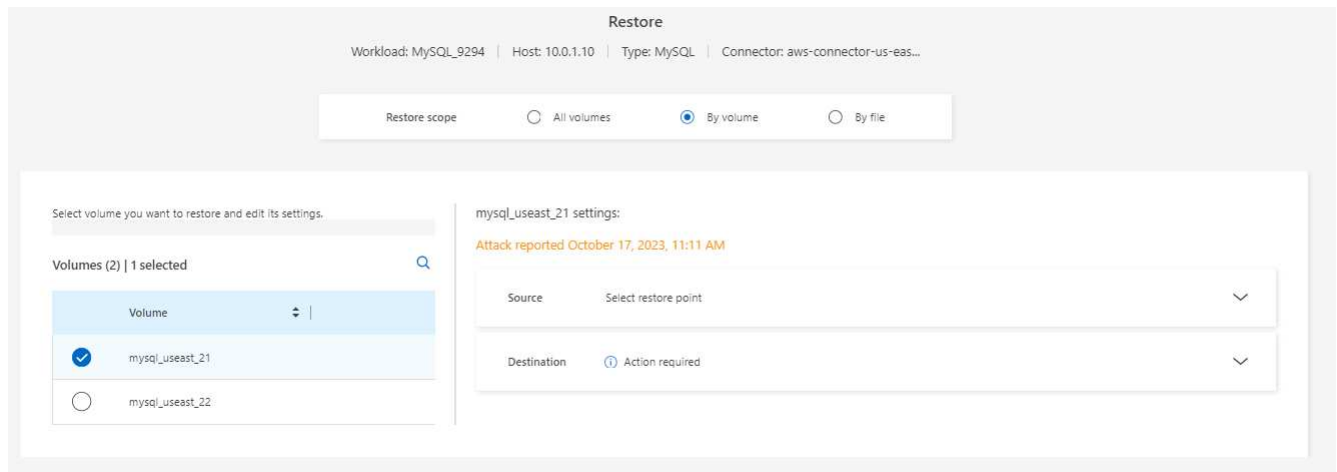 Restore
Workload: MySQL_9294 | Host: 10.0.1.10 | Type: MySQL | Connector: aws-connector-us-eas...
Restore scope All volumes By volume By file
Select volume you want to restore and edit its settings.
Volumes (2) | 1 selected
Volume
mysql_useast_21
mysql_useast_22
mysql_useast_21 settings:
Attack reported October 17, 2023, 11:11 AM
Source Select restore point
Destination Action required